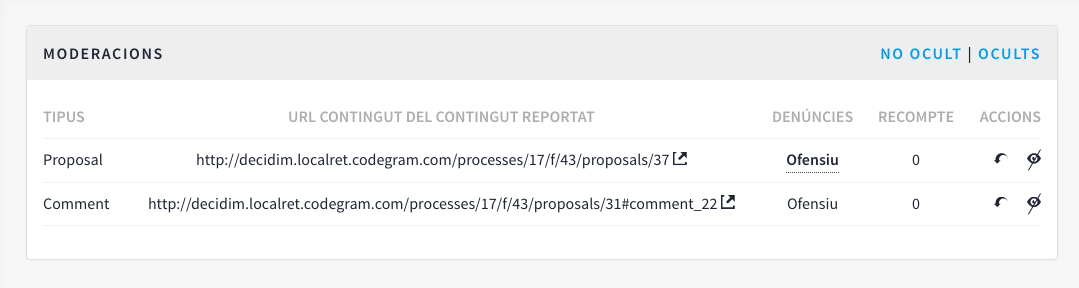 MODERACIONS NO OCULT | OCULTS
TIPUS URL CONTINGUT DEL CONTINGUT REPORTAT DENÚNCIES RECOMPTE ACCIONS
Proposal http://decidim.localret.codegram.com/processes/17/f/43/proposals/37 Ofensiu 0
Comment http://decidim.localret.codegram.com/processes/17/f/43/proposals/31#comment_22 Ofensiu 0